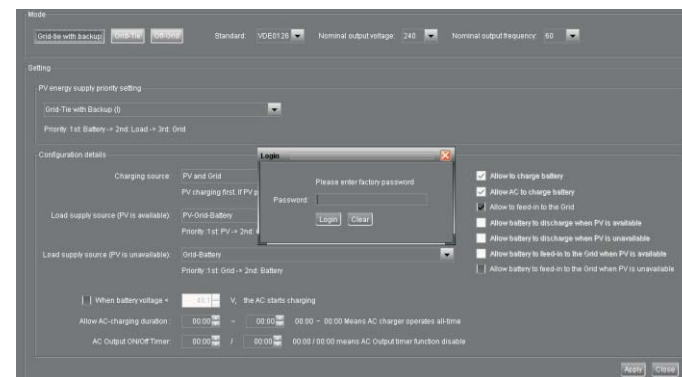 Mode
Grid-tie with backup Grid-Tie Off-Grid Standard: VDE0126 Nominal output voltage: 240 Nominal output frequency: 60
Setting
PV energy supply priority setting
Grid-Tie with Backup (I)
Priority: 1st: Battery-> 2nd: Load-> 3rd: Grid
Configuration details
Charging source: PV and Grid
PV charging first. If PV
Load supply source (PV is available): PV-Grid-Battery
Priority: 1st: PV-> 2nd:
Load supply source (PV is unavailable): Grid-Battery
Priority: 1st: Grid-> 2nd: Battery
When battery voltage < V, the AC starts charging
Allow AC-charging duration : 00:00 ~ 00:00 00:00 ~ 00:00 Means AC charger operates all-time
AC Output ON/Off Timer: 00:00 / 00:00 00:00 / 00:00 means AC Output timer function disable
Login
Please enter factory password
Password:
Login Clear
Allow to charge battery
Allow AC to charge battery
Allow to feed-in to the Grid
Allow battery to discharge when PV is available
Allow battery to discharge when PV is unavailable
Allow battery to feed-in to the Grid when PV is available
Allow battery to feed-in to the Grid when PV is unavailable
Apply Close